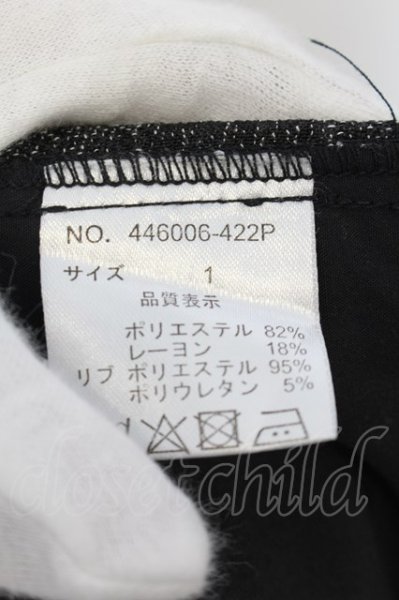 NO. 446006-422P
サイズ 1
品質表示
ポリエステル 82%
レーヨン 18%
リブ ポリエステル 95%
ポリウレタン 5%
closetchild